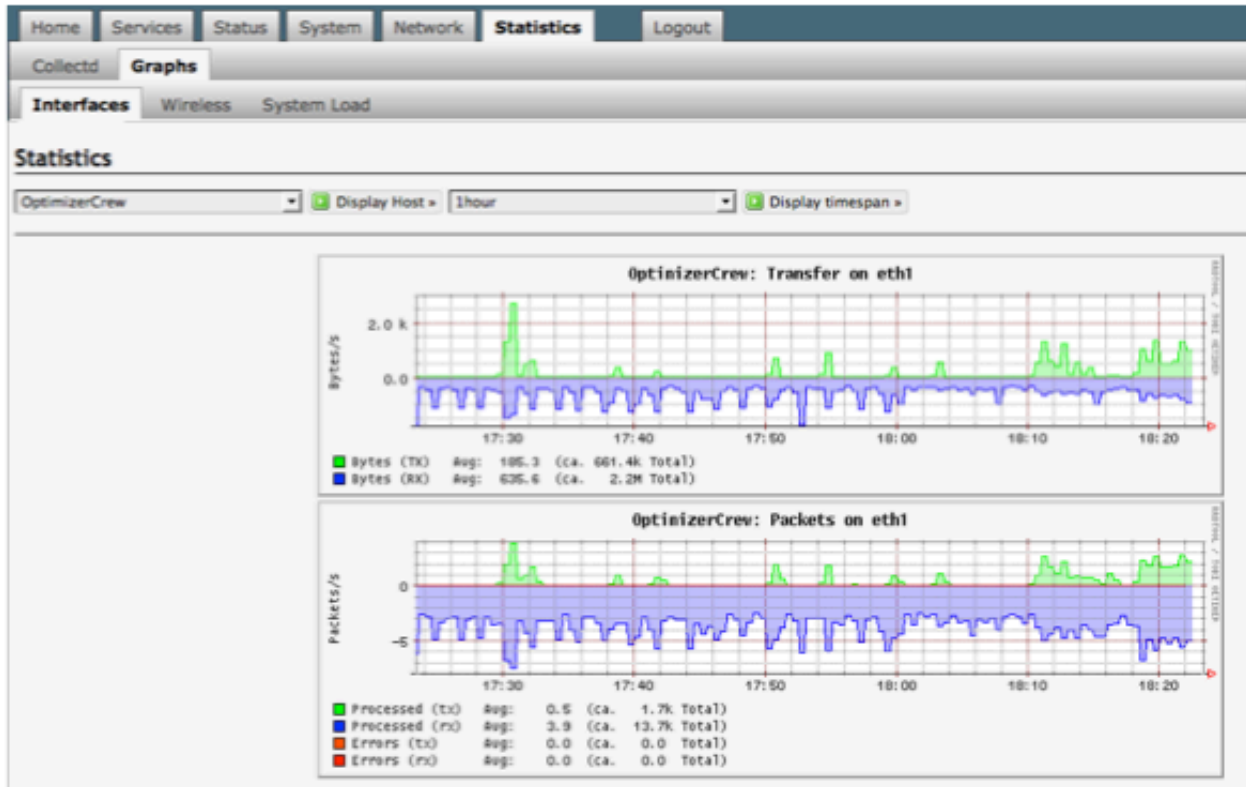 Home Services Status System Network Statistics Logout
Collectd Graphs
Interfaces Wireless System Load
Statistics
OptimizerCrew Display Host » 1hour Display timespan »
OptimizerCrew: Transfer on eth1
Bytes/s
2.0 k
0.0
17:30 17:40 17:50 18:00 18:10 18:20
Bytes (TX) Avg: 185.3 (ca. 661.4k Total)
Bytes (RX) Avg: 635.6 (ca. 2.2M Total)
RRDTOOL / TOBI OETIKER
OptimizerCrew: Packets on eth1
Packets/s
0
-5
17:30 17:40 17:50 18:00 18:10 18:20
Processed (tx) Avg: 0.5 (ca. 1.7k Total)
Processed (rx) Avg: 3.9 (ca. 13.7k Total)
Errors (tx) Avg: 0.0 (ca. 0.0 Total)
Errors (rx) Avg: 0.0 (ca. 0.0 Total)
RRDTOOL / TOBI OETIKER